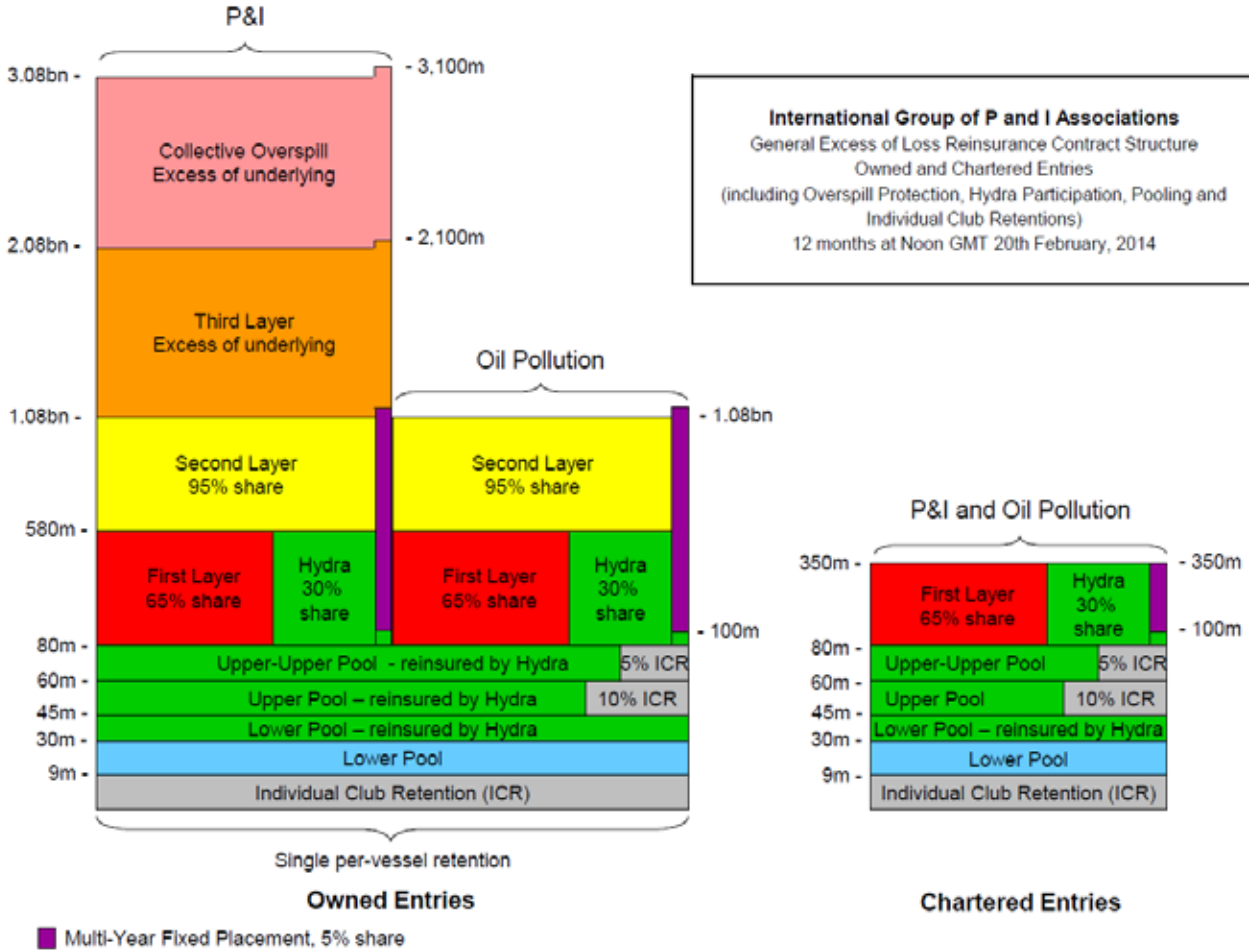 P&I
3.08bn -
- 3,100m
Collective Overspill
Excess of underlying
2.08bn -
- 2,100m
Third Layer
Excess of underlying
International Group of P and I Associations
General Excess of Loss Reinsurance Contract Structure
Owned and Chartered Entries
(including Overspill Protection, Hydra Participation, Pooling and
Individual Club Retentions)
12 months at Noon GMT 20th February, 2014
Oil Pollution
1.08bn -
- 1.08bn
Second Layer
95% share
Second Layer
95% share
580m -
First Layer
65% share
Hydra
30%
share
First Layer
65% share
Hydra
30%
share
- 100m
80m -
Upper-Upper Pool - reinsured by Hydra
5% ICR
60m -
Upper Pool – reinsured by Hydra
10% ICR
45m -
Lower Pool – reinsured by Hydra
30m -
Lower Pool
9m -
Individual Club Retention (ICR)
Single per-vessel retention
Owned Entries
P&I and Oil Pollution
350m -
- 350m
First Layer
65% share
Hydra
30%
share
- 100m
80m -
Upper-Upper Pool
5% ICR
60m -
Upper Pool
10% ICR
45m -
Lower Pool – reinsured by Hydra
30m -
Lower Pool
9m -
Individual Club Retention (ICR)
Chartered Entries
Multi-Year Fixed Placement, 5% share